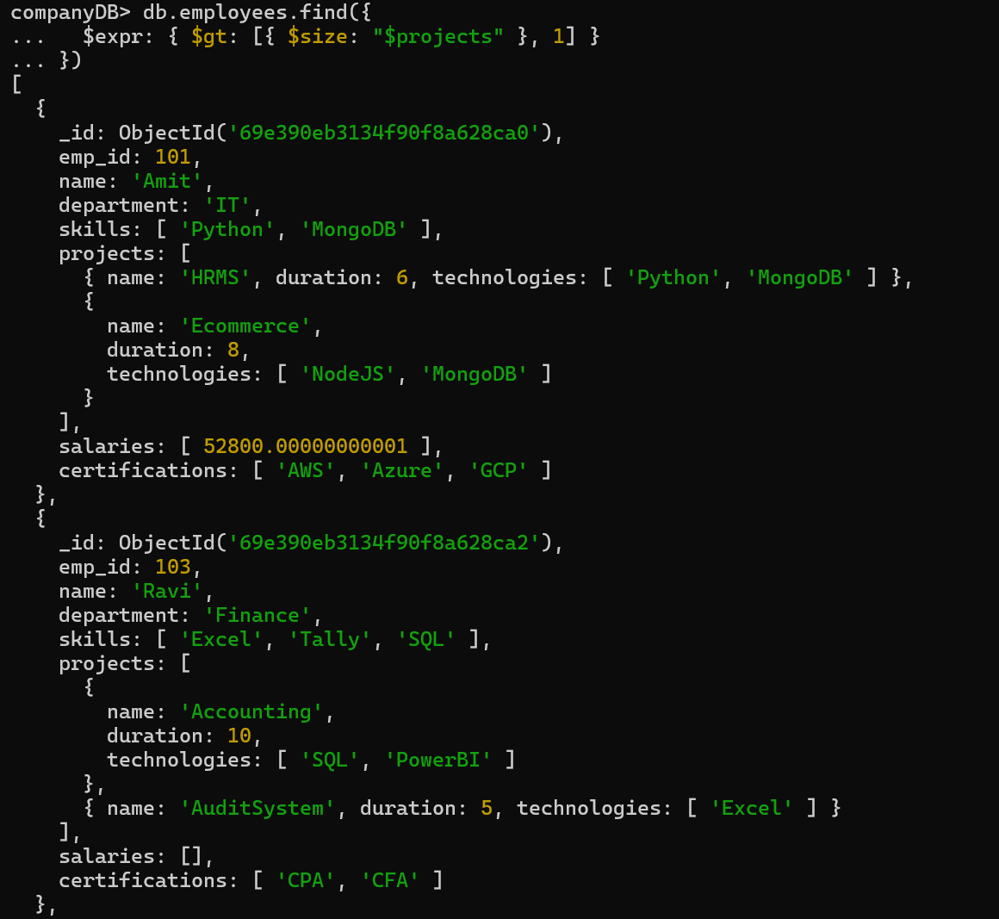 companyDB> db.employees.find({
...   $expr: { $gt: [{ $size: "$projects" }, 1] }
... })
[
  {
    _id: ObjectId('69e390eb3134f90f8a628ca0'),
    emp_id: 101,
    name: 'Amit',
    department: 'IT',
    skills: [ 'Python', 'MongoDB' ],
    projects: [
      { name: 'HRMS', duration: 6, technologies: [ 'Python', 'MongoDB' ] },
      {
        name: 'Ecommerce',
        duration: 8,
        technologies: [ 'NodeJS', 'MongoDB' ]
      }
    ],
    salaries: [ 52800.00000000001 ],
    certifications: [ 'AWS', 'Azure', 'GCP' ]
  },
  {
    _id: ObjectId('69e390eb3134f90f8a628ca2'),
    emp_id: 103,
    name: 'Ravi',
    department: 'Finance',
    skills: [ 'Excel', 'Tally', 'SQL' ],
    projects: [
      {
        name: 'Accounting',
        duration: 10,
        technologies: [ 'SQL', 'PowerBI' ]
      },
      { name: 'AuditSystem', duration: 5, technologies: [ 'Excel' ] }
    ],
    salaries: [],
    certifications: [ 'CPA', 'CFA' ]
  },